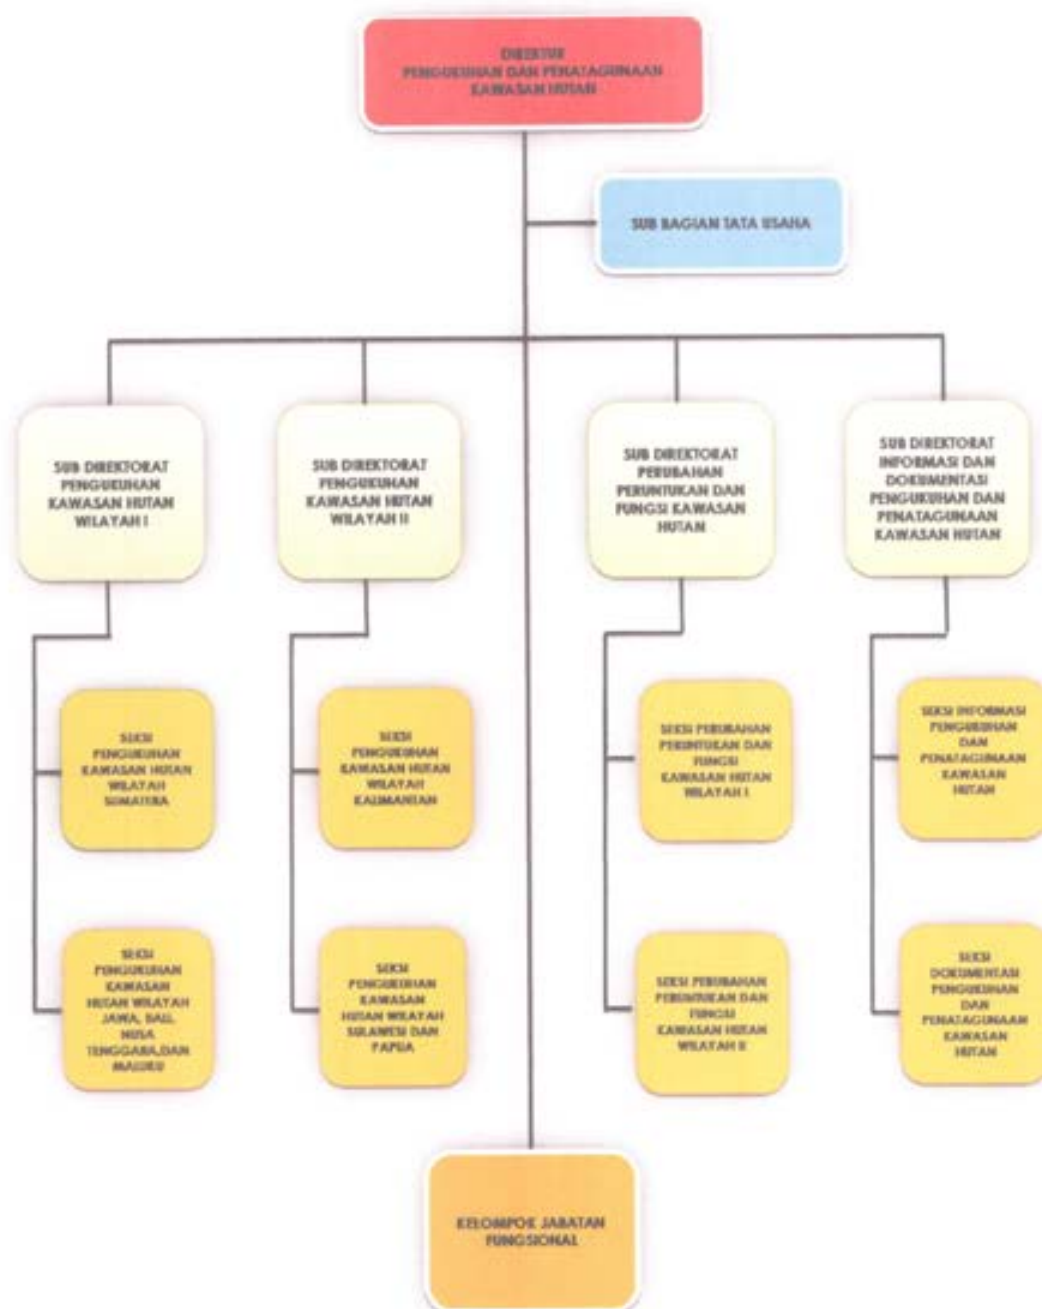 DIREKTUR
PENGUKUHAN DAN PENATAGUNAAN
KAWASAN HUTAN
SUB BAGIAN TATA USAHA
SUB DIREKTORAT
PENGUKUHAN
KAWASAN HUTAN
WILAYAH I
SUB DIREKTORAT
PENGUKUHAN
KAWASAN HUTAN
WILAYAH II
SUB DIREKTORAT
PERUBAHAN
PERUNTUKAN DAN
FUNGSI KAWASAN
HUTAN
SUB DIREKTORAT
INFORMASI DAN
DOKUMENTASI
PENGUKUHAN DAN
PENATAGUNAAN
KAWASAN HUTAN
SEKSI
PENGUKUHAN
KAWASAN HUTAN
WILAYAH
SUMATERA
SEKSI
PENGUKUHAN
KAWASAN HUTAN
WILAYAH
KALIMANTAN
SEKSI PERUBAHAN
PERUNTUKAN DAN
FUNGSI
KAWASAN HUTAN
WILAYAH I
SEKSI INFORMASI
PENGUKUHAN
DAN
PENATAGUNAAN
KAWASAN
HUTAN
SEKSI
PENGUKUHAN
KAWASAN
HUTAN WILAYAH
JAWA, BALI,
NUSA
TENGGARA,DAN
MALUKU
SEKSI
PENGUKUHAN
KAWASAN
HUTAN WILAYAH
SULAWESI DAN
PAPUA
SEKSI PERUBAHAN
PERUNTUKAN DAN
FUNGSI
KAWASAN HUTAN
WILAYAH II
SEKSI
DOKUMENTASI
PENGUKUHAN
DAN
PENATAGUNAAN
KAWASAN
HUTAN
KELOMPOK JABATAN
FUNGSIONAL